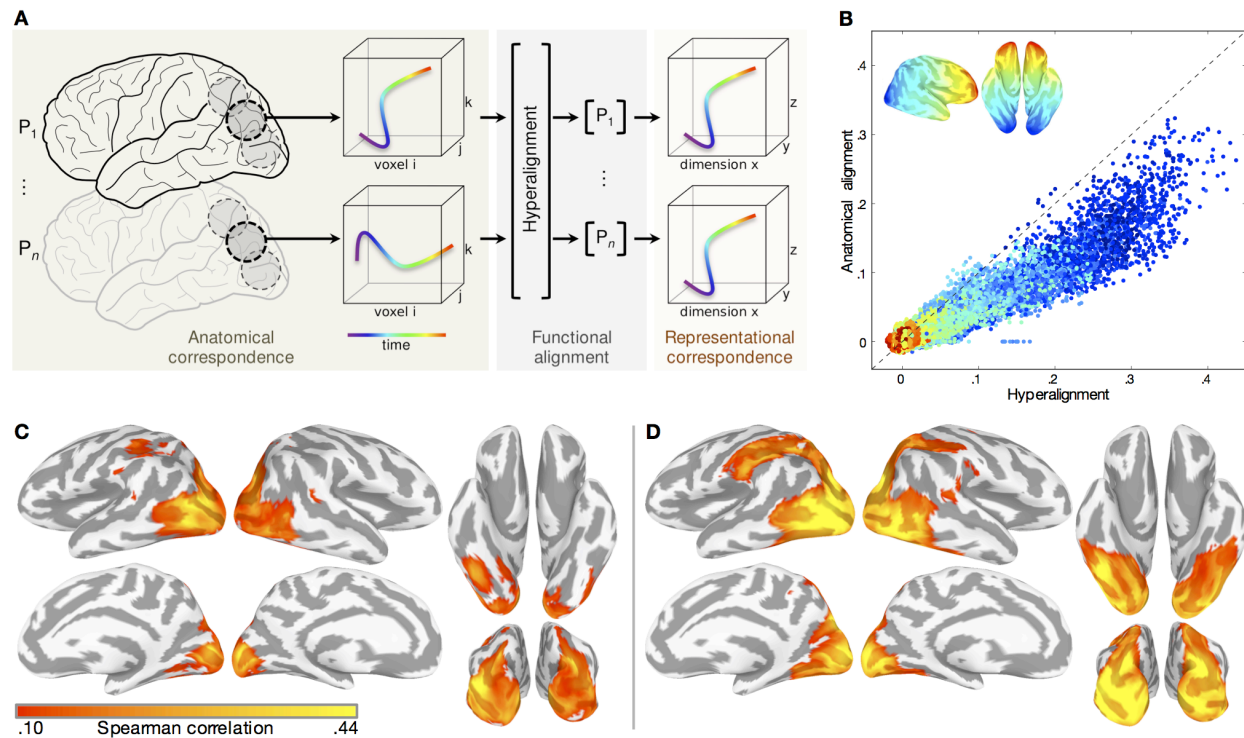 A
P1
...
Pn
k
j
voxel i
k
j
voxel i
time
Anatomical
correspondence
Hyperalignment
Functional
alignment
[P1]
...
[Pn]
z
y
dimension x
z
y
dimension x
Representational
correspondence
B
.4
.3
.2
.1
0
Anatomical alignment
0 .1 .2 .3 .4
Hyperalignment
C
D
.10 Spearman correlation .44